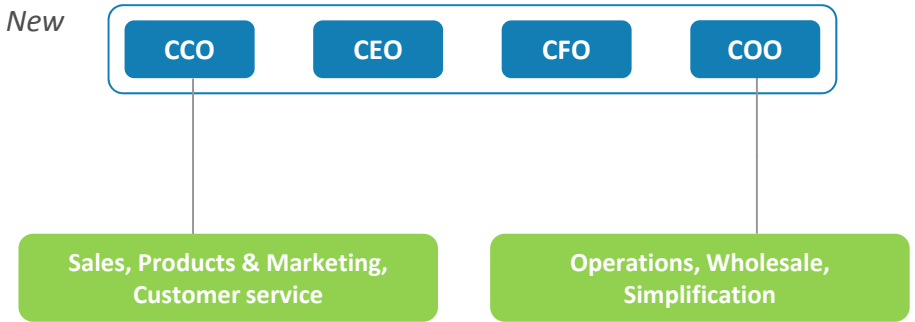 New
CCO
CEO
CFO
COO
Sales, Products & Marketing,
Customer service
Operations, Wholesale,
Simplification